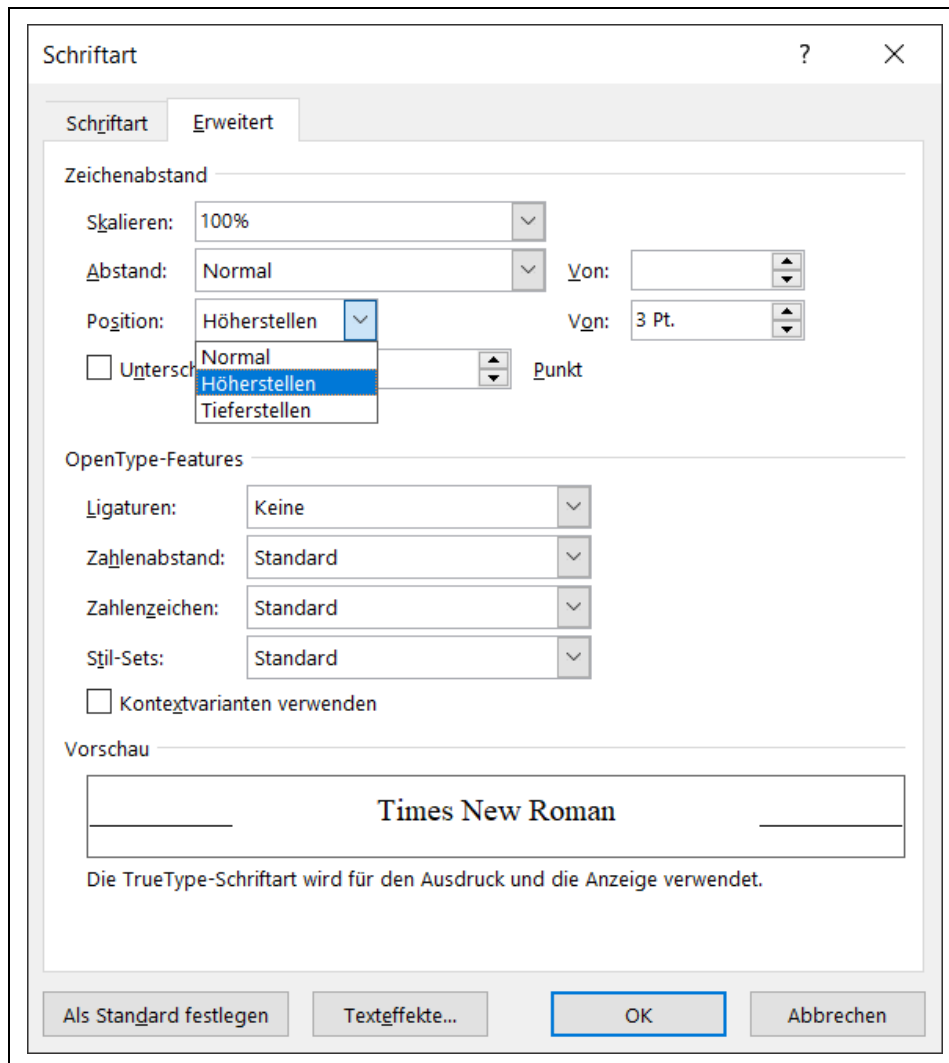 Schriftart ?
Schriftart Erweitert
Zeichenabstand
Skalieren: 100%
Abstand: Normal Von:
Position: Höherstellen Von: 3 Pt.
Normal
Untersch Punkt
Höherstellen
Tieferstellen
OpenType-Features
Ligaturen: Keine
Zahlenabstand: Standard
Zahlenzeichen: Standard
Stil-Sets: Standard
Kontextvarianten verwenden
Vorschau
Times New Roman
Die TrueType-Schriftart wird für den Ausdruck und die Anzeige verwendet.
Als Standard festlegen Texteffekte... OK Abbrechen